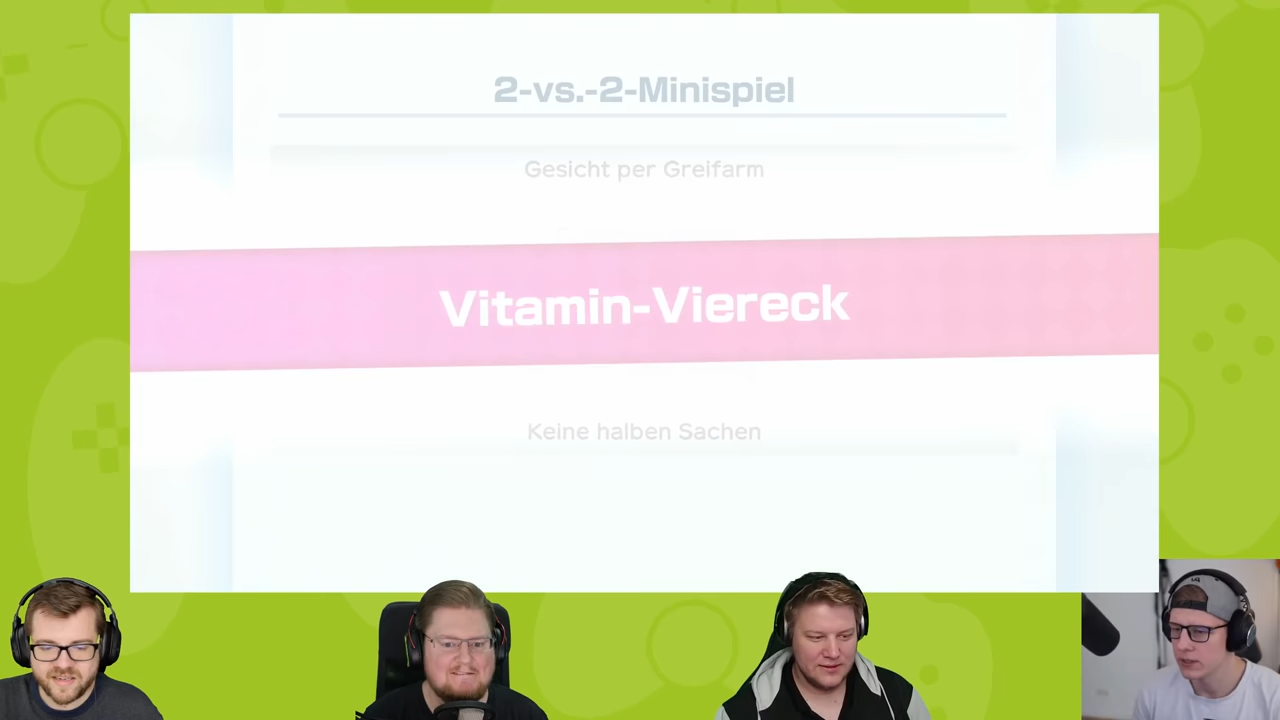 2-vs.-2-Minispiel
Gesicht per Greifarm
Vitamin-Viereck
Keine halben Sachen